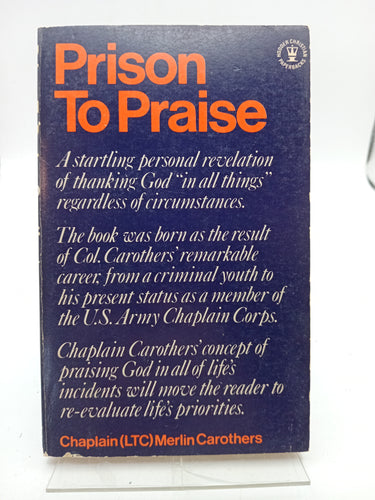 Prison
To Praise
HODDER CHRISTIAN
PAPERBACKS
A startling personal revelation
of thanking God "in all things"
regardless of circumstances.
The book was born as the result
of Col. Carothers' remarkable
career, from a criminal youth to
his present status as a member of
the U.S. Army Chaplain Corps.
Chaplain Carothers' concept of
praising God in all of life's
incidents will move the reader to
re-evaluate life's priorities.
Chaplain (LTC) Merlin Carothers